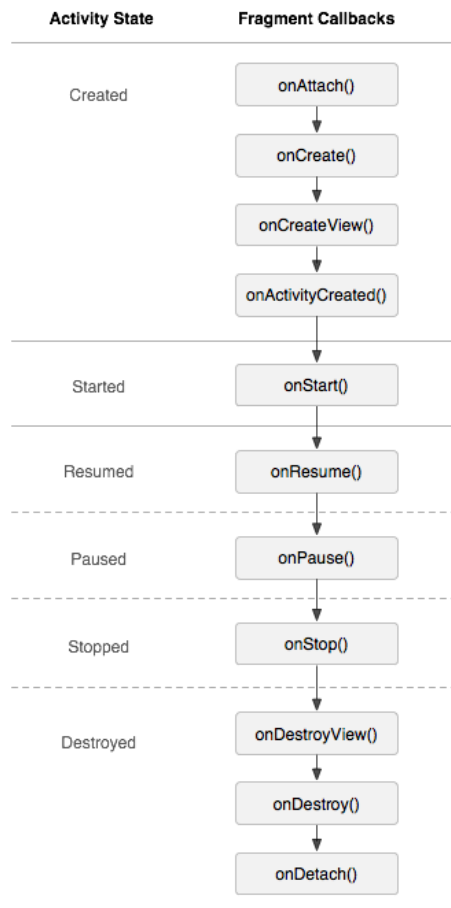 Activity State Fragment Callbacks
Created
onAttach()
onCreate()
onCreateView()
onActivityCreated()
Started onStart()
Resumed onResume()
Paused onPause()
Stopped onStop()
Destroyed
onDestroyView()
onDestroy()
onDetach()